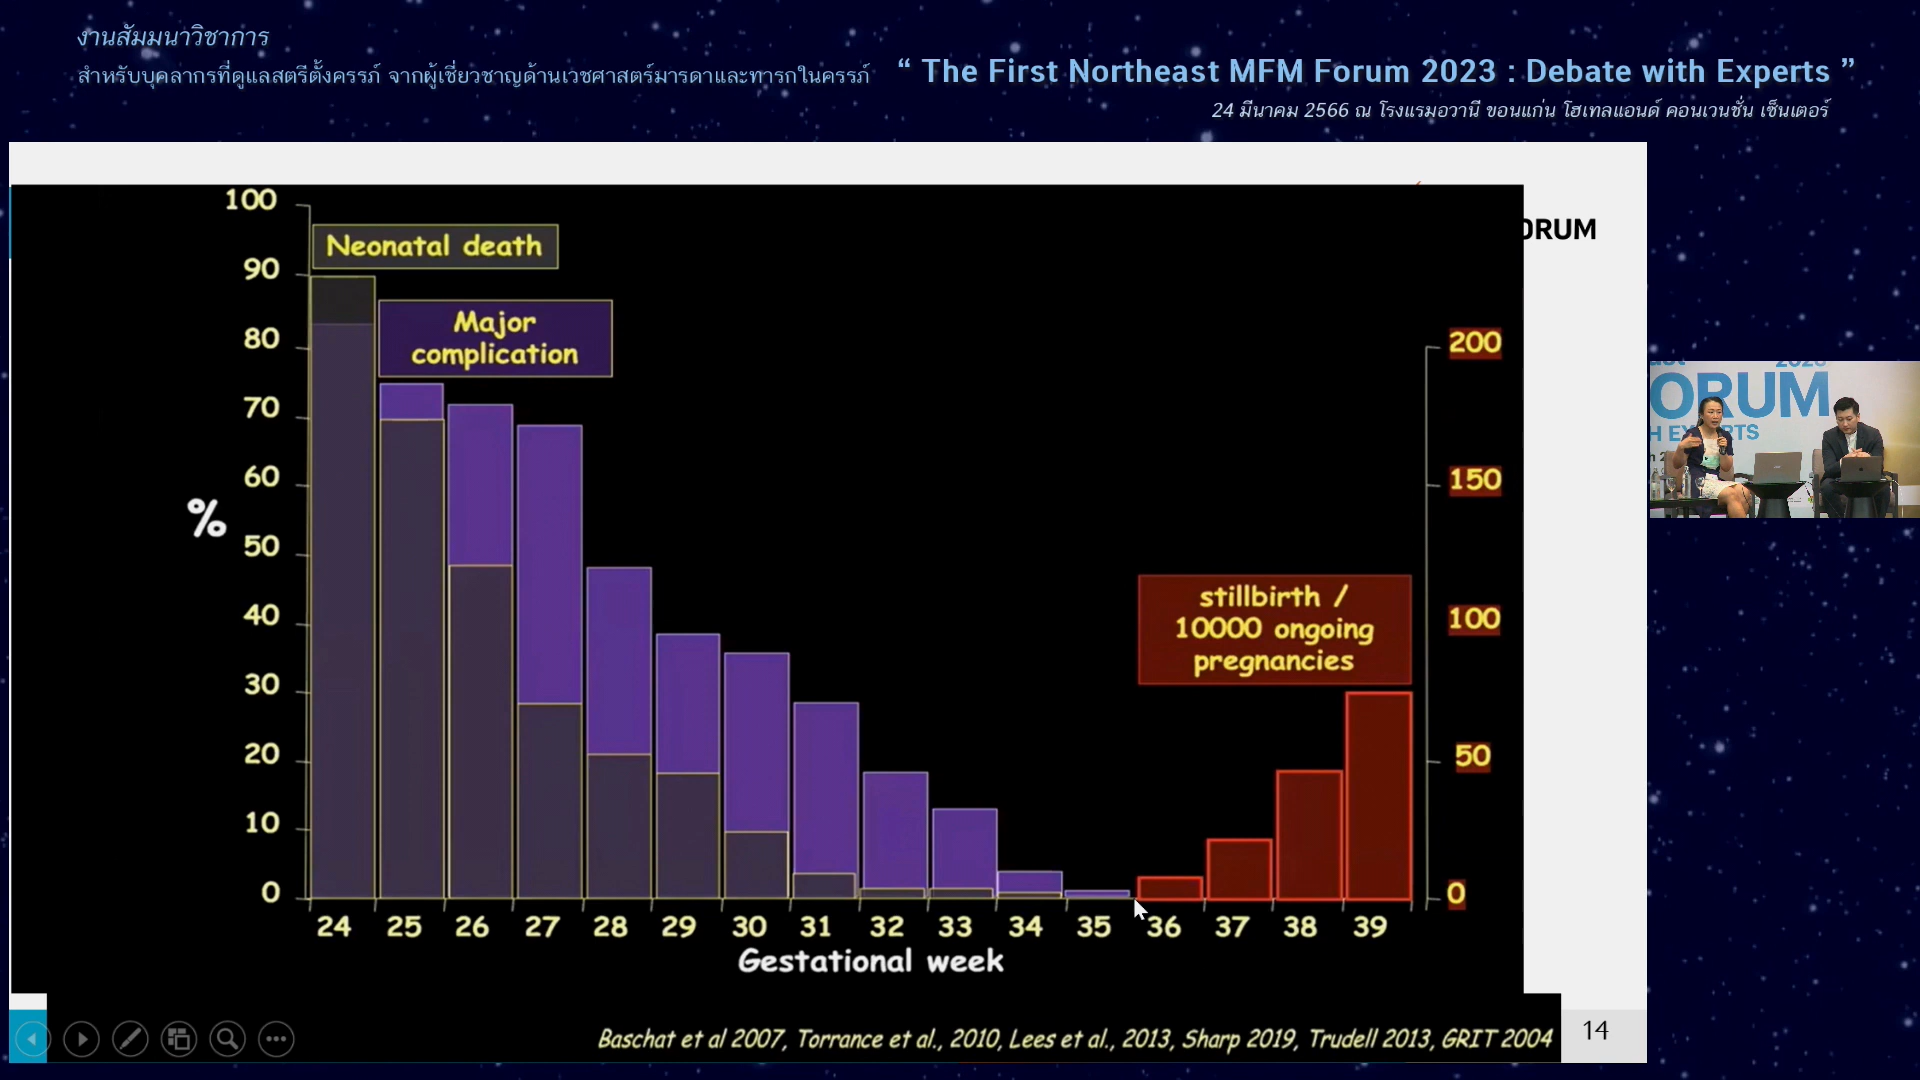 งานสัมมนาวิชาการ
สำหรับบุคลากรที่ดูแลสตรีตั้งครรภ์ จากผู้เชี่ยวชาญด้านเวชศาสตร์มารดาและทารกในครรภ์
“ The First Northeast MFM Forum 2023 : Debate with Experts ”
24 มีนาคม 2566 ณ โรงแรมอวานี ขอนแก่น โฮเทลแอนด์ คอนเวนชั่น เซ็นเตอร์
ORUM
100
90
80
70
60
50
40
30
20
10
0
%
Neonatal death
Major
complication
stillbirth /
10000 ongoing
pregnancies
200
150
100
50
0
24 25 26 27 28 29 30 31 32 33 34 35 36 37 38 39
Gestational week
Baschat et al 2007, Torrance et al., 2010, Lees et al., 2013, Sharp 2019, Trudell 2013, GRIT 2004
14
2023
ORUM
H EXPERTS